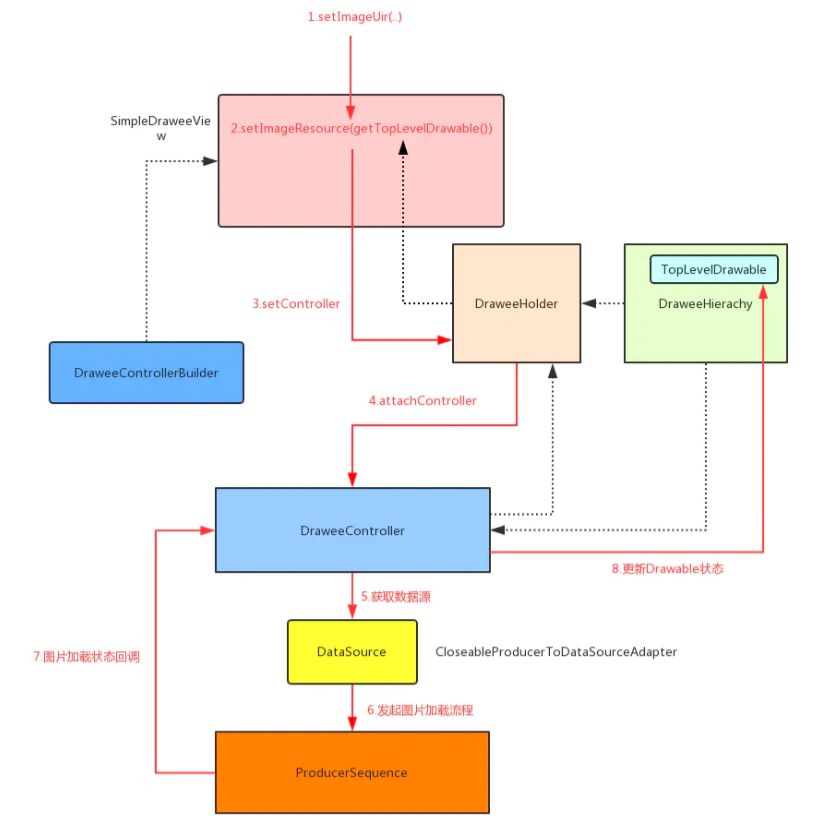 1.setImageUir(..)
SimpleDraweeVie
w
2.setImageResource(getTopLevelDrawable())
TopLevelDrawable
3.setController
DraweeHolder
DraweeHierachy
DraweeControllerBuilder
4.attachController
DraweeController
8.更新Drawable状态
5.获取数据源
7.图片加载状态回调
DataSource
CloseableProducerToDataSourceAdapter
6.发起图片加载流程
ProducerSequence